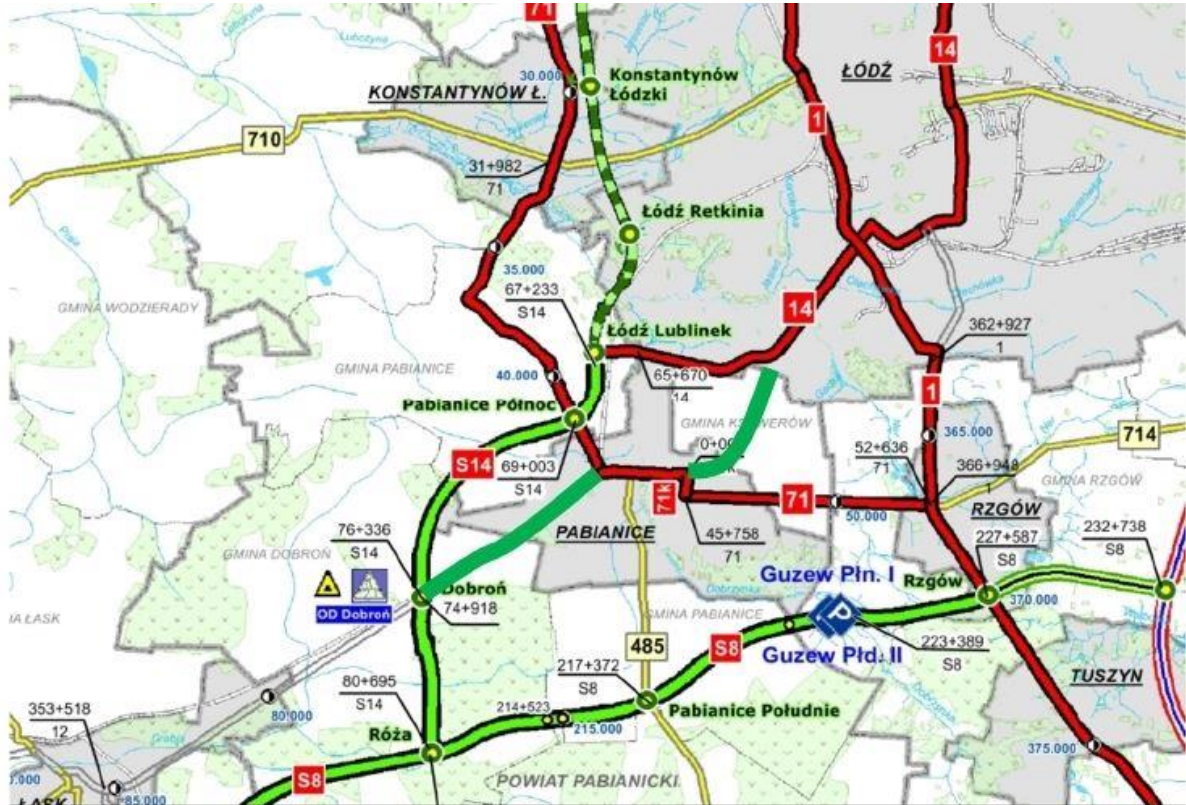 71
14
ŁÓDŹ
Konstantynów
Łódzki
30.000
KONSTANTYNÓW Ł.
1
710
31+982
71
Łódź Retkinia
35.000
67+233
S14
GMINA WODZIERADY
14
Łódź Lublinek
362+927
1
GMINA PABIANICE
40.000
65+670
14
1
Pabianice Północ
365.000
714
52+636
71
366+948
1
S14
69+003
S14
71k
71
50.000
RZGÓW
GMINA RZGÓW
76+336
S14
PABIANICE
45+758
71
227+587
S8
232+738
S8
GMINA DOBROŃ
Guzew Płn. I
Rzgów
Dobroń
74+918
OD Dobroń
370.000
GMINA PABIANICE
P
485
S8
223+389
S8
Guzew Płd. II
217+372
S8
80+695
S14
TUSZYN
353+518
12
80.000
214+523
215.000
Pabianice Południe
Róża
375.000
S8
POWIAT PABIANICKI
85.000
ŁASK